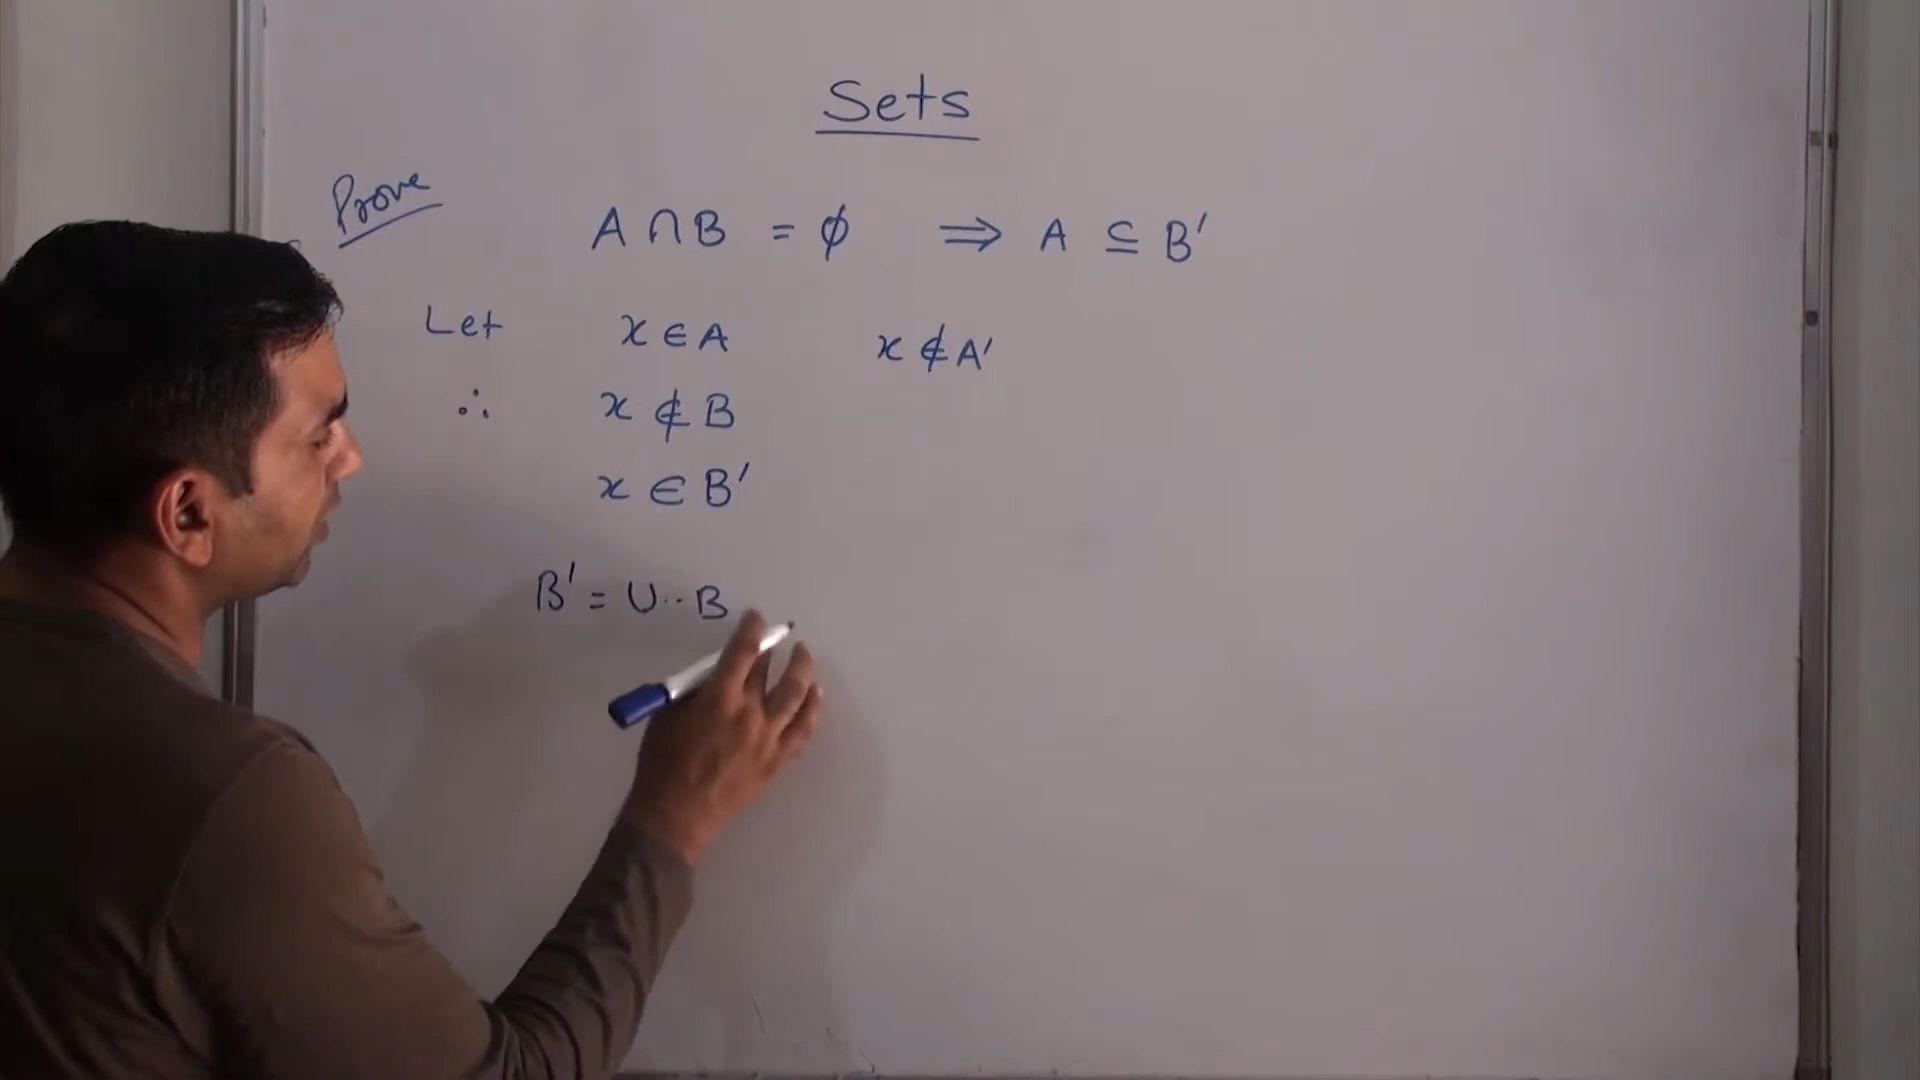 Sets
Prove
A ∩ B = ϕ ⇒ A ⊆ B′
Let x ∈ A x ∉ A′
∴ x ∉ B
x ∈ B′
B′ = U - B